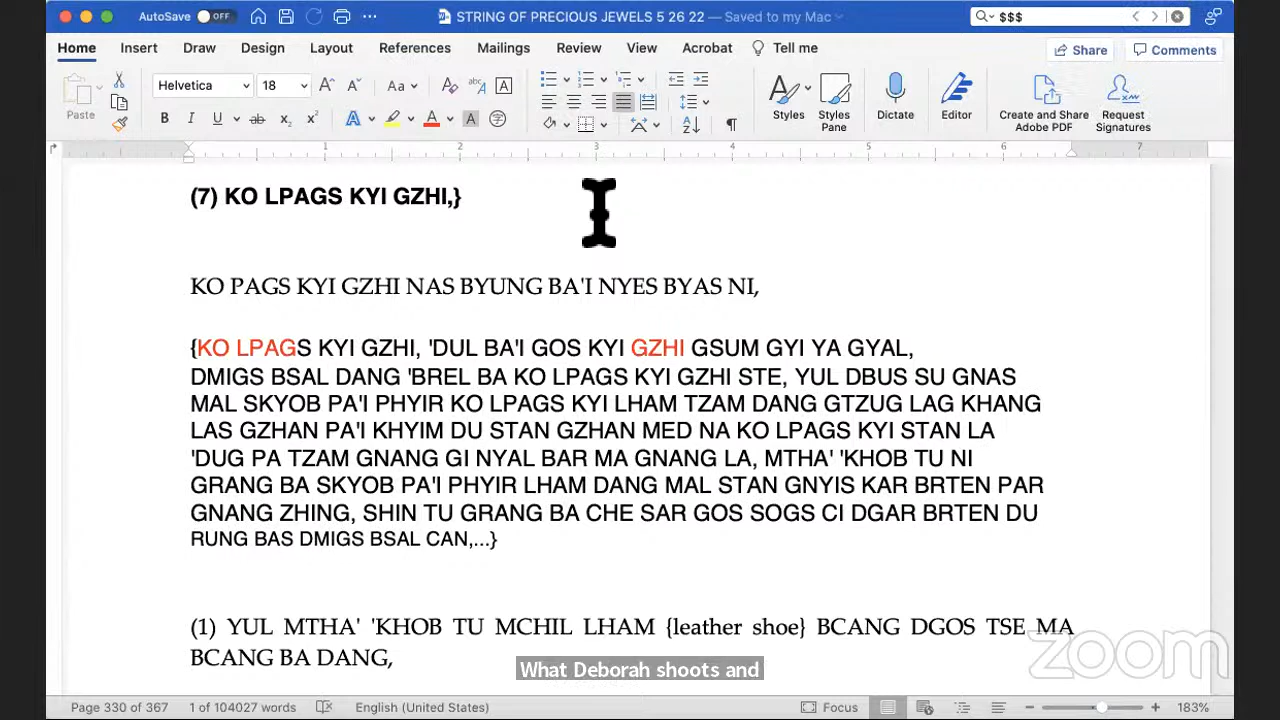 AutoSave OFF STRING OF PRECIOUS JEWELS 5 26 22 — Saved to my Mac $$$
Home Insert Draw Design Layout References Mailings Review View Acrobat Tell me Share Comments
Paste Helvetica 18 Aa A Styles Styles Pane Dictate Editor Create and Share Adobe PDF Request Signatures
B I U ab x₂ x² A A A
1 2 3 4 5 6 7
(7) KO LPAGS KYI GZHI,}
KO PAGS KYI GZHI NAS BYUNG BA'I NYES BYAS NI,
{KO LPAGS KYI GZHI, 'DUL BA'I GOS KYI GZHI GSUM GYI YA GYAL,
DMIGS BSAL DANG 'BREL BA KO LPAGS KYI GZHI STE, YUL DBUS SU GNAS
MAL SKYOB PA'I PHYIR KO LPAGS KYI LHAM TZAM DANG GTZUG LAG KHANG
LAS GZHAN PA'I KHYIM DU STAN GZHAN MED NA KO LPAGS KYI STAN LA
'DUG PA TZAM GNANG GI NYAL BAR MA GNANG LA, MTHA' 'KHOB TU NI
GRANG BA SKYOB PA'I PHYIR LHAM DANG MAL STAN GNYIS KAR BRTEN PAR
GNANG ZHING, SHIN TU GRANG BA CHE SAR GOS SOGS CI DGAR BRTEN DU
RUNG BAS DMIGS BSAL CAN,...}
(1) YUL MTHA' 'KHOB TU MCHIL LHAM {leather shoe} BCANG DGOS TSE MA
BCANG BA DANG,
What Deborah shoots and
zoom
Page 330 of 367 1 of 104027 words English (United States) Focus 183%